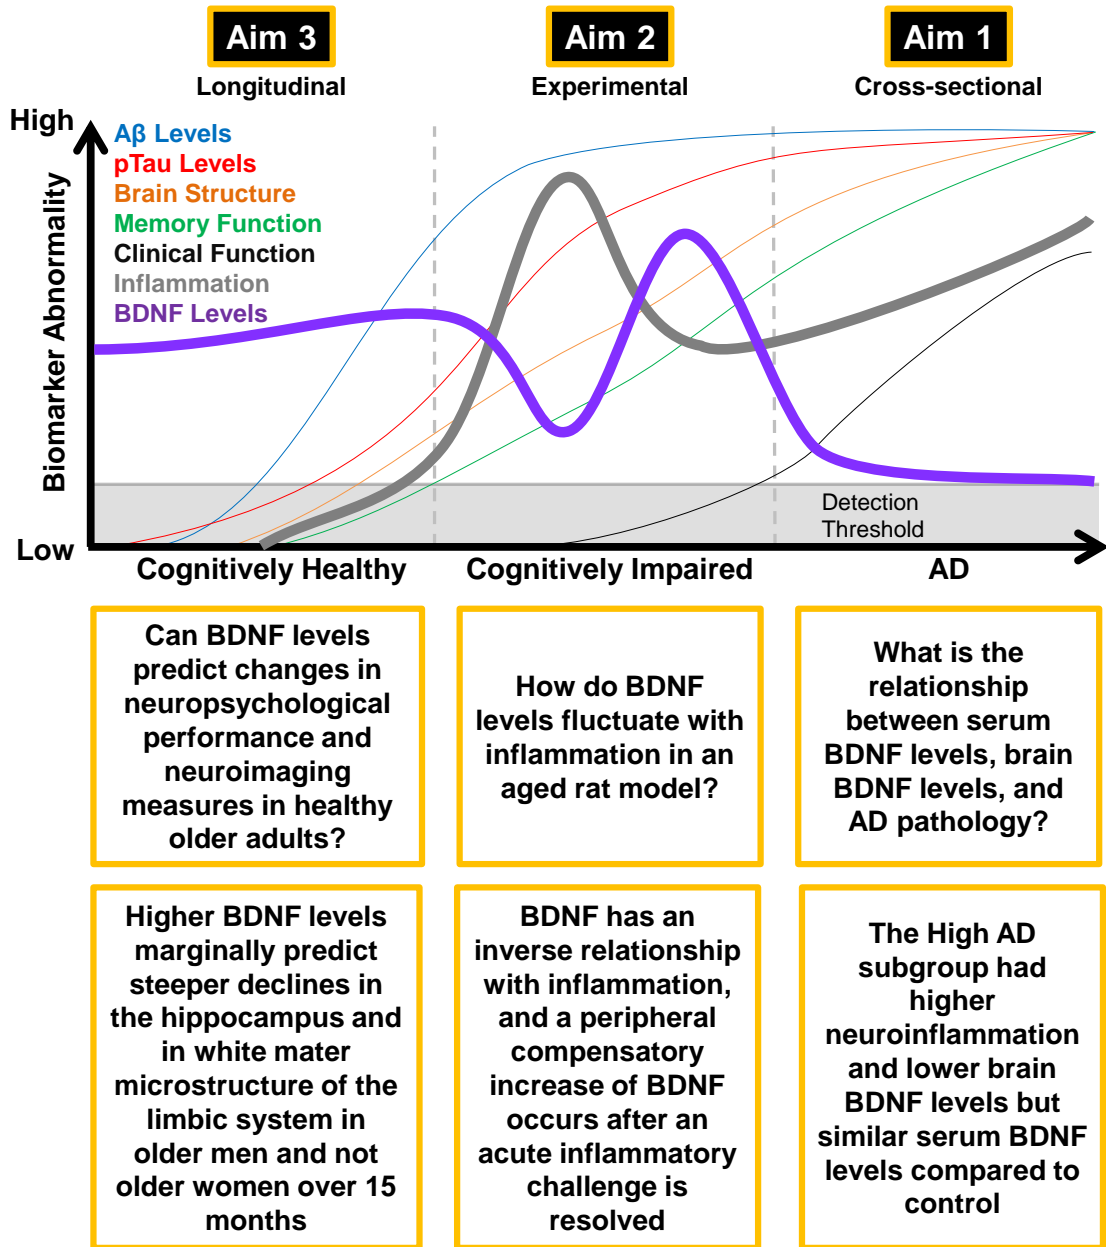 Aim 3
Longitudinal
Aim 2
Experimental
Aim 1
Cross-sectional
High
Aβ Levels
pTau Levels
Brain Structure
Memory Function
Clinical Function
Inflammation
BDNF Levels
Biomarker Abnormality
Detection
Threshold
Low
Cognitively Healthy
Cognitively Impaired
AD
Can BDNF levels
predict changes in
neuropsychological
performance and
neuroimaging
measures in healthy
older adults?
How do BDNF
levels fluctuate with
inflammation in an
aged rat model?
What is the
relationship
between serum
BDNF levels, brain
BDNF levels, and
AD pathology?
Higher BDNF levels
marginally predict
steeper declines in
the hippocampus and
in white mater
microstructure of the
limbic system in
older men and not
older women over 15
months
BDNF has an
inverse relationship
with inflammation,
and a peripheral
compensatory
increase of BDNF
occurs after an
acute inflammatory
challenge is
resolved
The High AD
subgroup had
higher
neuroinflammation
and lower brain
BDNF levels but
similar serum BDNF
levels compared to
control